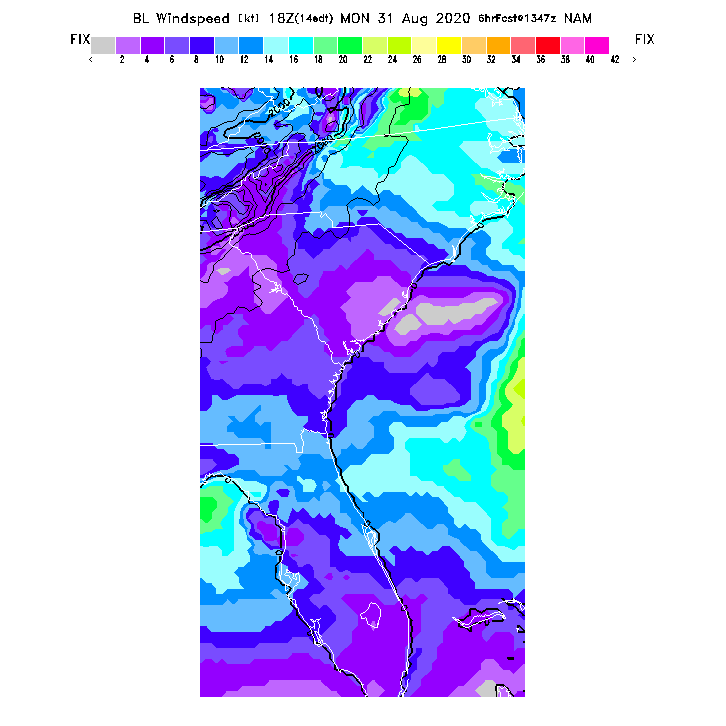 BL Windspeed [kt] 18Z(14edt) MON 31 Aug 2020 6hrFcst@1347z NAM
FIX FIX
< 2 4 6 8 10 12 14 16 18 20 22 24 26 28 30 32 34 36 38 40 42 >
2000